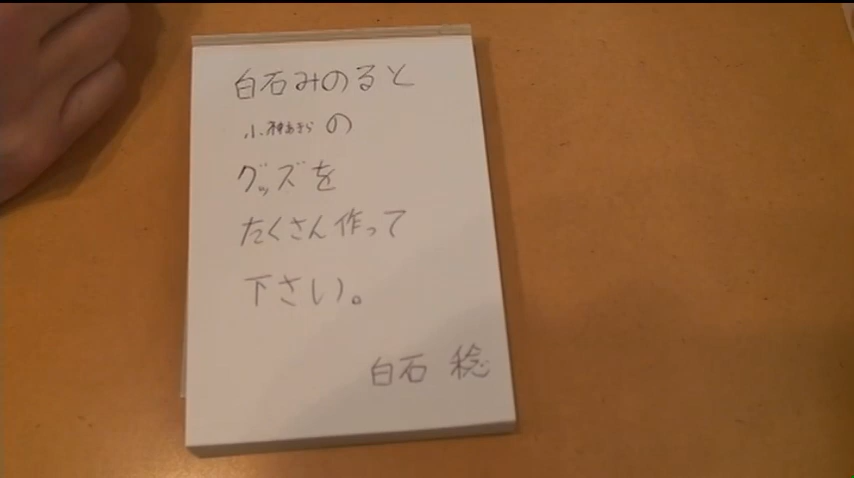 白石みのると
小神あきらの
グッズを
たくさん作って
下さい。
白石 稔